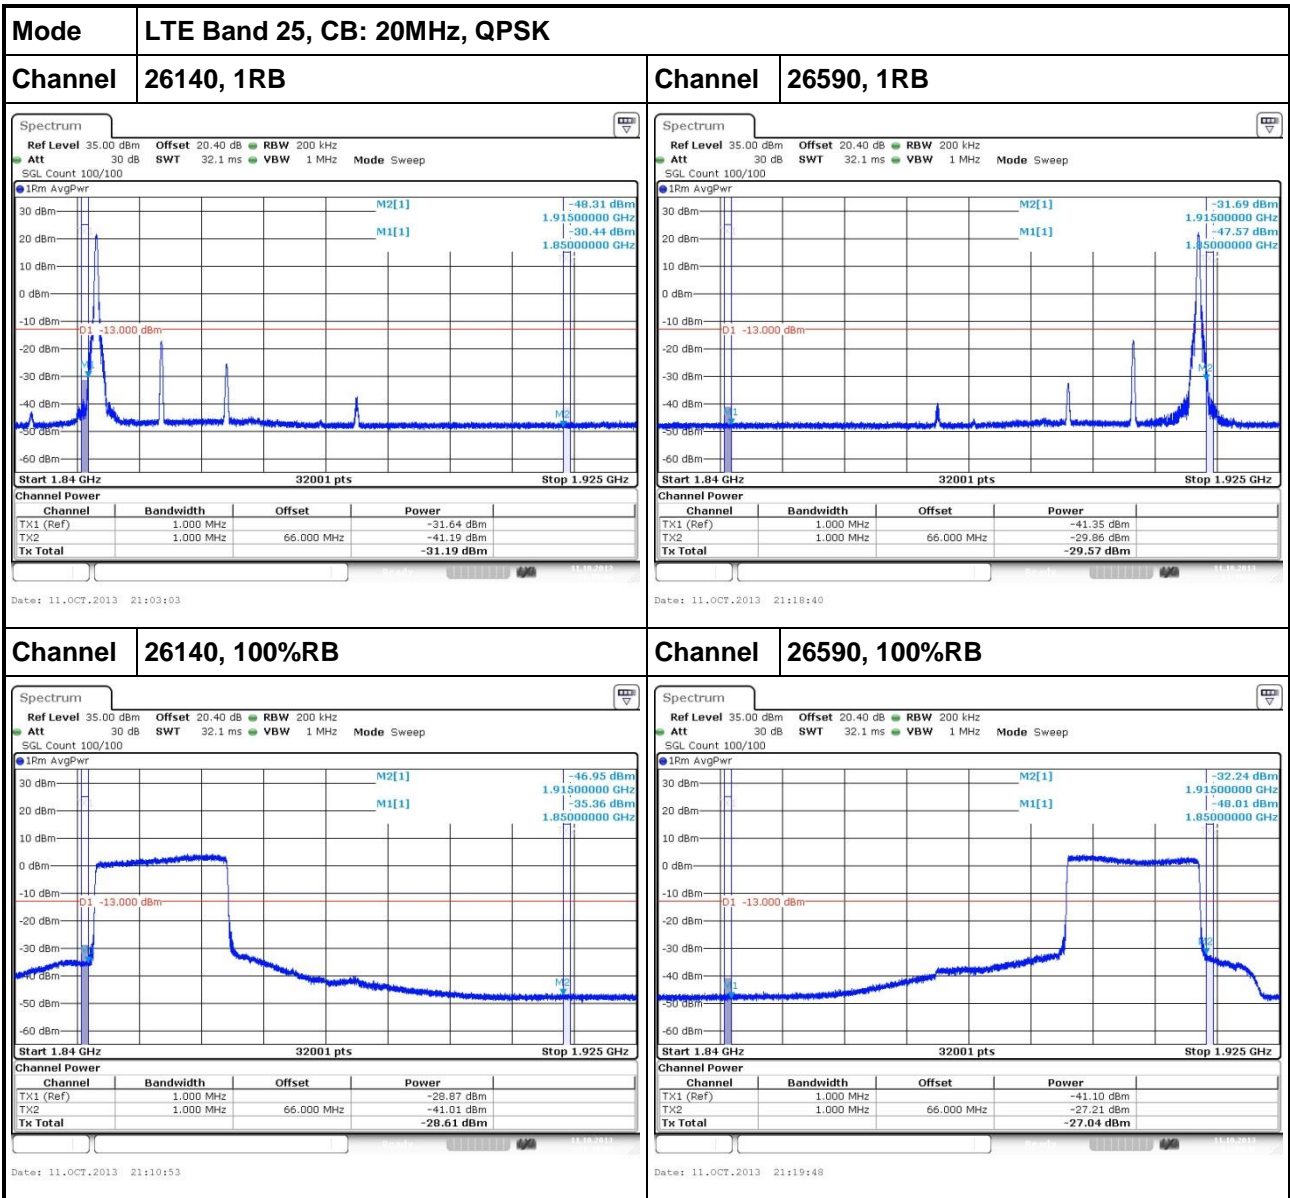 Mode LTE Band 25, CB: 20MHz, QPSK
Channel 26140, 1RB Channel 26590, 1RB
Spectrum
Ref Level 35.00 dBm Offset 20.40 dB RBW 200 kHz
Att 30 dB SWT 32.1 ms VBW 1 MHz Mode Sweep
SGL Count 100/100
1Rm AvgPwr
M2[1] -48.31 dBm
1.91500000 GHz
M1[1] -30.44 dBm
1.85000000 GHz
30 dBm
20 dBm
10 dBm
0 dBm
-10 dBm
D1 -13.000 dBm
-20 dBm
-30 dBm
-40 dBm
M2
-50 dBm
-60 dBm
Start 1.84 GHz 32001 pts Stop 1.925 GHz
Channel Power
Channel Bandwidth Offset Power
TX1 (Ref) 1.000 MHz -31.64 dBm
TX2 1.000 MHz 66.000 MHz -41.19 dBm
Tx Total -31.19 dBm
Date: 11.OCT.2013 21:03:03
Spectrum
Ref Level 35.00 dBm Offset 20.40 dB RBW 200 kHz
Att 30 dB SWT 32.1 ms VBW 1 MHz Mode Sweep
SGL Count 100/100
1Rm AvgPwr
M2[1] -31.69 dBm
1.91500000 GHz
M1[1] -47.57 dBm
1.85000000 GHz
30 dBm
20 dBm
10 dBm
0 dBm
-10 dBm
D1 -13.000 dBm
-20 dBm
-30 dBm
M2
-40 dBm
-50 dBm
-60 dBm
Start 1.84 GHz 32001 pts Stop 1.925 GHz
Channel Power
Channel Bandwidth Offset Power
TX1 (Ref) 1.000 MHz -41.35 dBm
TX2 1.000 MHz 66.000 MHz -29.86 dBm
Tx Total -29.57 dBm
Date: 11.OCT.2013 21:18:40
Channel 26140, 100%RB Channel 26590, 100%RB
Spectrum
Ref Level 35.00 dBm Offset 20.40 dB RBW 200 kHz
Att 30 dB SWT 32.1 ms VBW 1 MHz Mode Sweep
SGL Count 100/100
1Rm AvgPwr
M2[1] -46.95 dBm
1.91500000 GHz
M1[1] -35.36 dBm
1.85000000 GHz
30 dBm
20 dBm
10 dBm
0 dBm
-10 dBm
D1 -13.000 dBm
-20 dBm
-30 dBm
-40 dBm
M2
-50 dBm
-60 dBm
Start 1.84 GHz 32001 pts Stop 1.925 GHz
Channel Power
Channel Bandwidth Offset Power
TX1 (Ref) 1.000 MHz -28.87 dBm
TX2 1.000 MHz 66.000 MHz -41.01 dBm
Tx Total -28.61 dBm
Date: 11.OCT.2013 21:10:53
Spectrum
Ref Level 35.00 dBm Offset 20.40 dB RBW 200 kHz
Att 30 dB SWT 32.1 ms VBW 1 MHz Mode Sweep
SGL Count 100/100
1Rm AvgPwr
M2[1] -32.24 dBm
1.91500000 GHz
M1[1] -48.01 dBm
1.85000000 GHz
30 dBm
20 dBm
10 dBm
0 dBm
-10 dBm
D1 -13.000 dBm
-20 dBm
-30 dBm
M2
-40 dBm
-50 dBm
-60 dBm
Start 1.84 GHz 32001 pts Stop 1.925 GHz
Channel Power
Channel Bandwidth Offset Power
TX1 (Ref) 1.000 MHz -41.10 dBm
TX2 1.000 MHz 66.000 MHz -27.21 dBm
Tx Total -27.04 dBm
Date: 11.OCT.2013 21:19:48